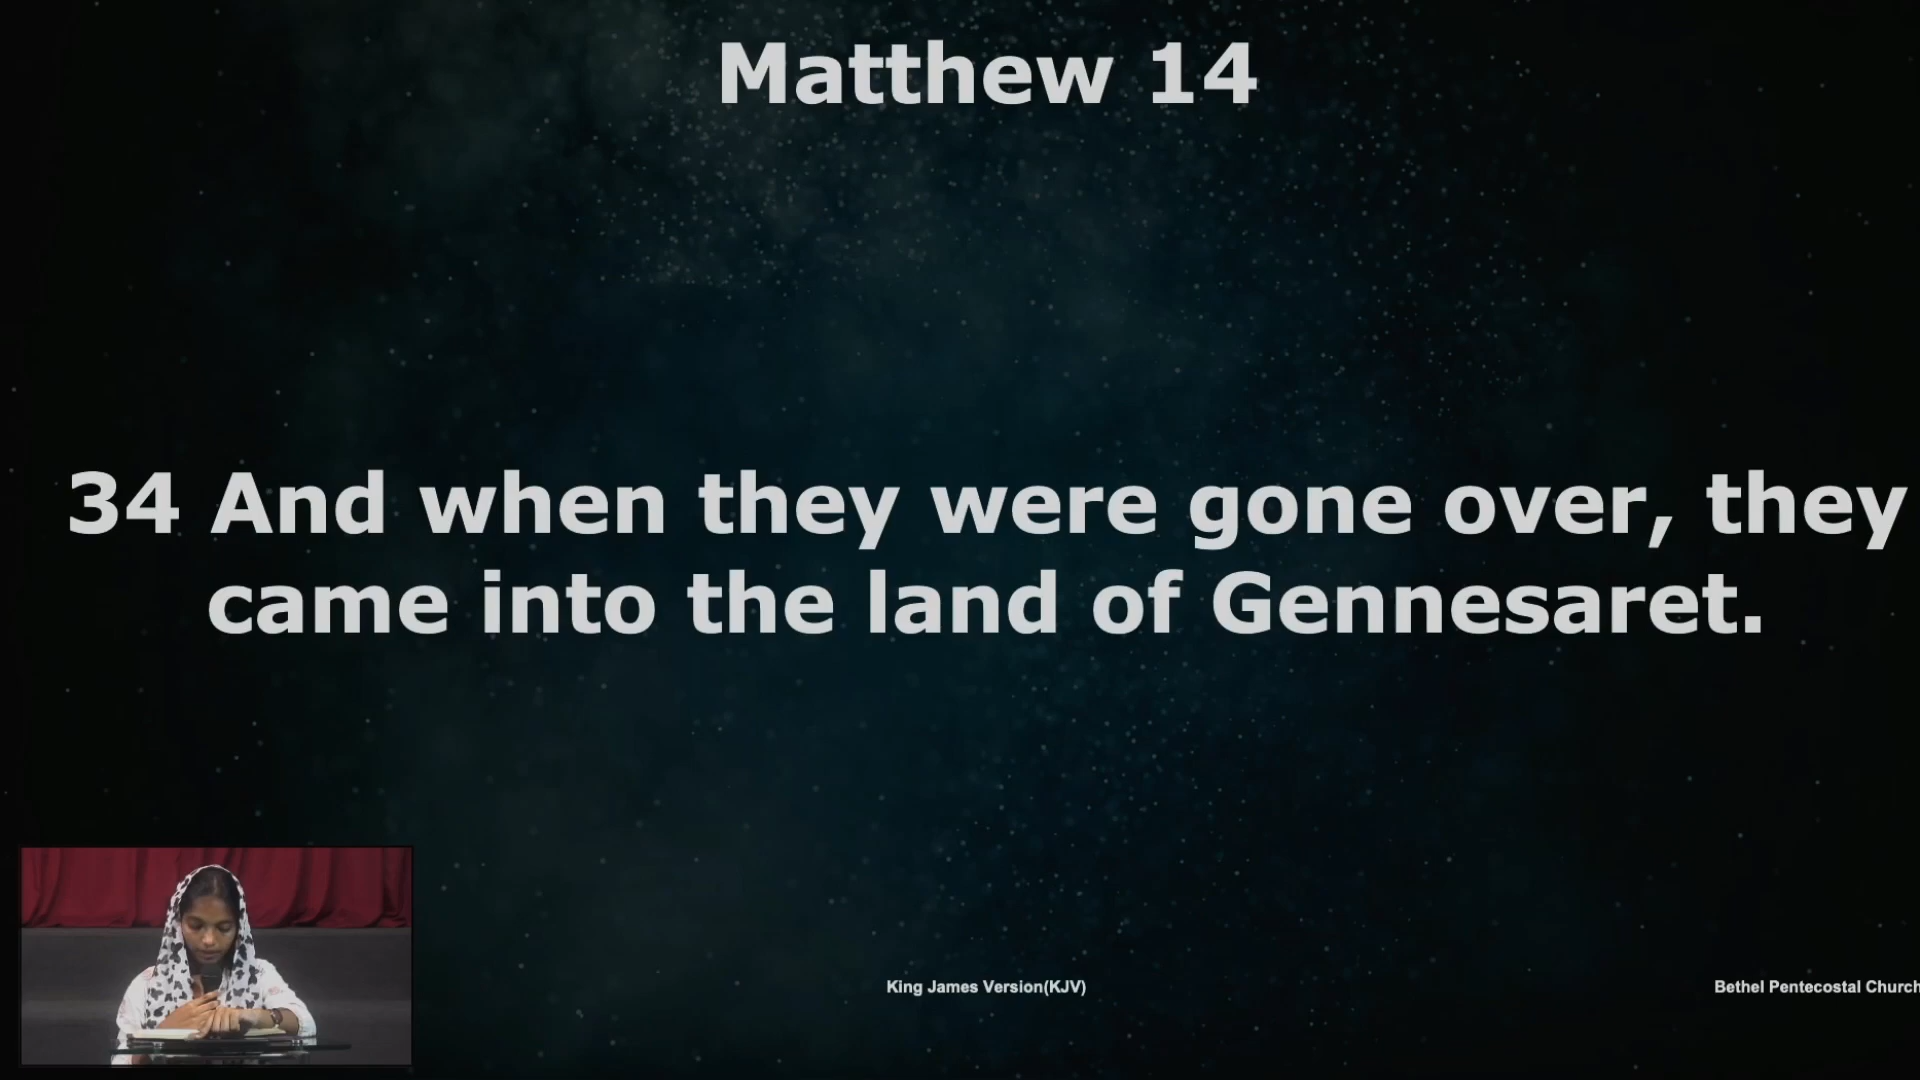 Matthew 14
34 And when they were gone over, they
came into the land of Gennesaret.
King James Version(KJV)
Bethel Pentecostal Church